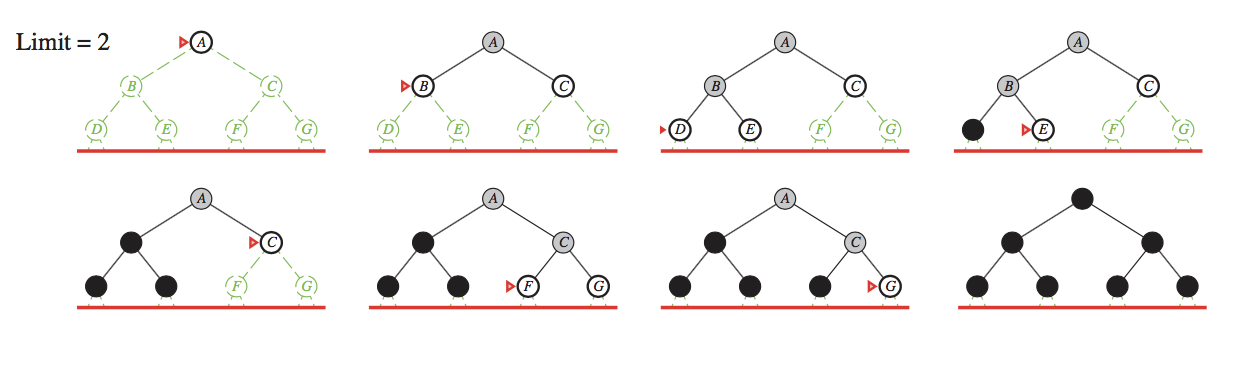 Limit = 2
A A A A
B C B C B C B C
D E F G D E F G D E F G E F G
A A A
C C C
F G F G G